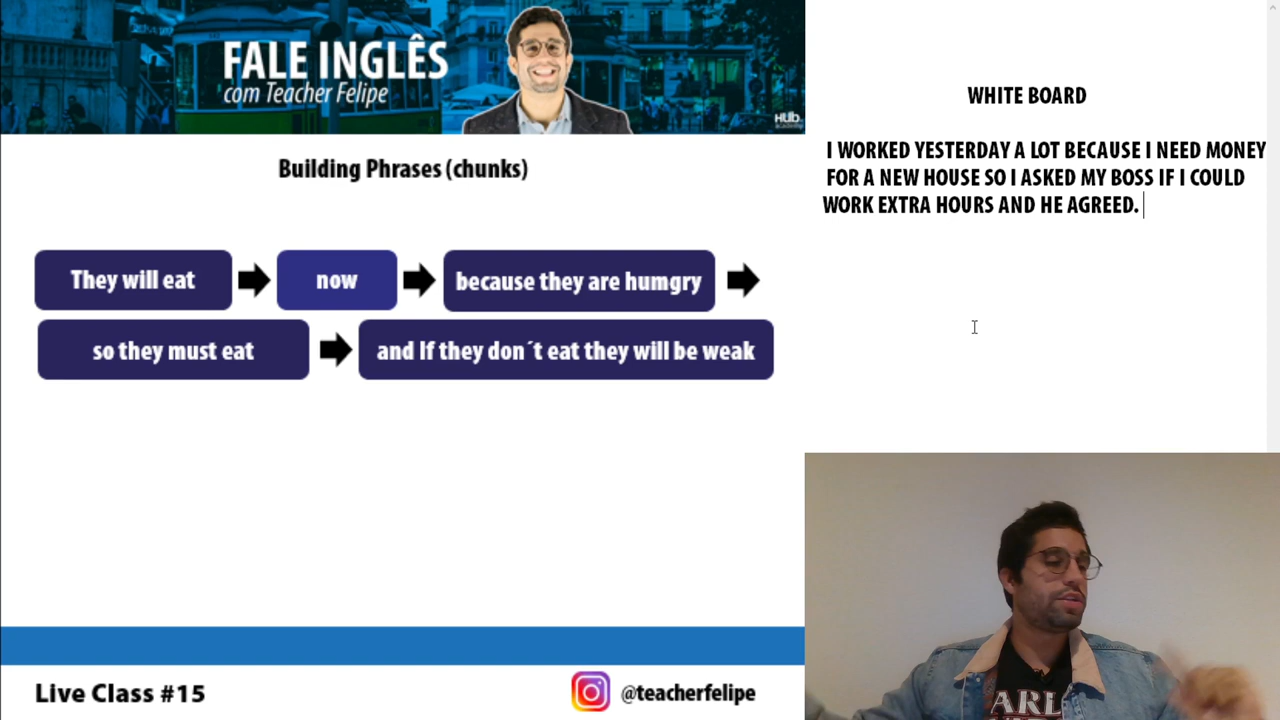 FALE INGLÊS
com Teacher Felipe
HUb
academy
Building Phrases (chunks)
They will eat
now
because they are humgry
so they must eat
and If they don´t eat they will be weak
Live Class #15
@teacherfelipe
WHITE BOARD
I WORKED YESTERDAY A LOT BECAUSE I NEED MONEY
FOR A NEW HOUSE SO I ASKED MY BOSS IF I COULD
WORK EXTRA HOURS AND HE AGREED.